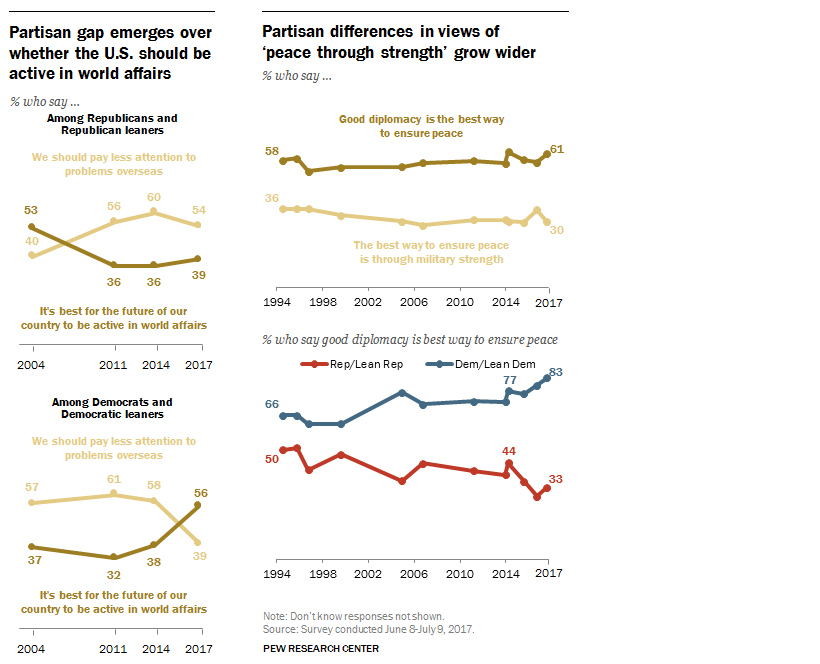 Partisan gap emerges over
whether the U.S. should be
active in world affairs
% who say ...
Among Republicans and
Republican leaners
We should pay less attention to
problems overseas
53
40
56
60
54
36
36
39
It's best for the future of our
country to be active in world affairs
2004
2011
2014
2017
Among Democrats and
Democratic leaners
We should pay less attention to
problems overseas
57
61
58
56
37
32
38
39
It's best for the future of our
country to be active in world affairs
2004
2011
2014
2017
Partisan differences in views of
‘peace through strength’ grow wider
% who say ...
Good diplomacy is the best way
to ensure peace
58
61
36
30
The best way to ensure peace
is through military strength
1994
1998
2002
2006
2010
2014
2017
% who say good diplomacy is best way to ensure peace
Rep/Lean Rep
Dem/Lean Dem
66
77
83
50
44
33
1994
1998
2002
2006
2010
2014
2017
Note: Don’t know responses not shown.
Source: Survey conducted June 8-July 9, 2017.
PEW RESEARCH CENTER